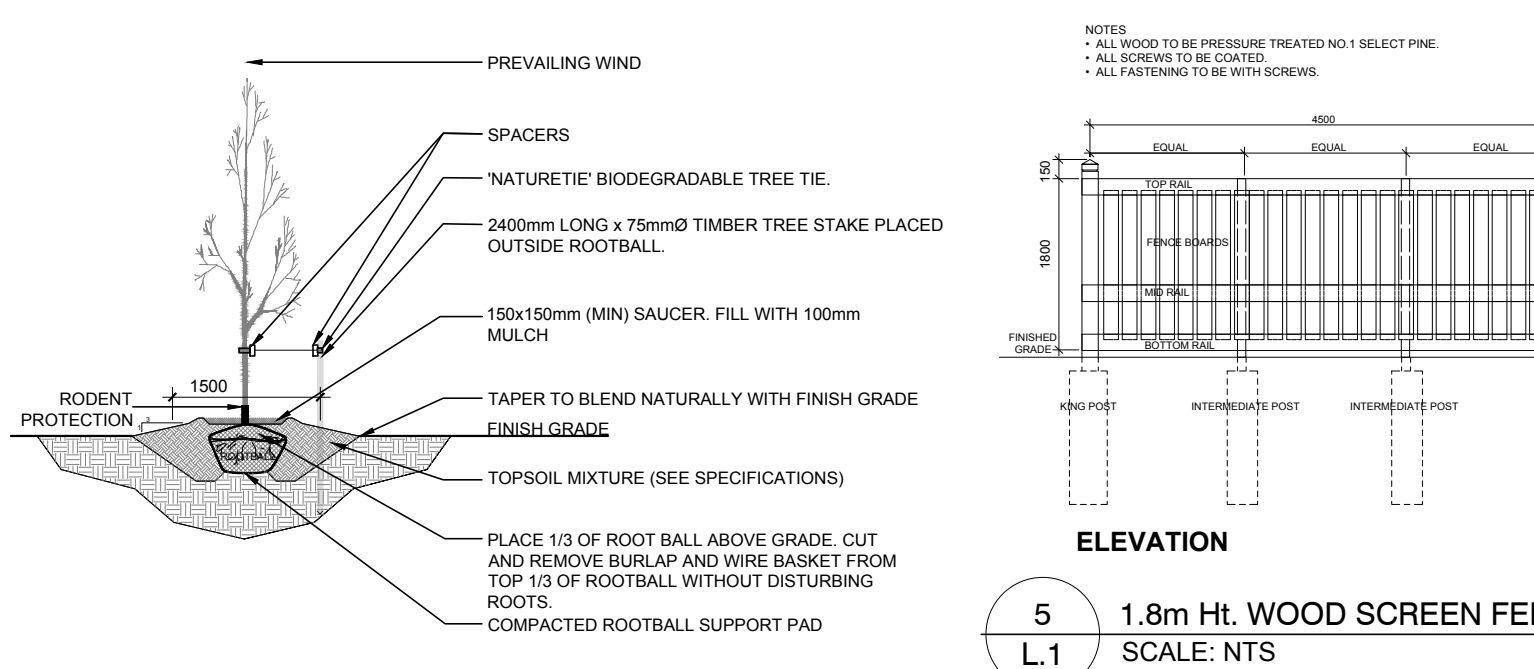 PREVAILING WIND
SPACERS
'NATURETIE' BIODEGRADABLE TREE TIE.
2400mm LONG x 75mmØ TIMBER TREE STAKE PLACED
OUTSIDE ROOTBALL.
150x150mm (MIN) SAUCER. FILL WITH 100mm
MULCH
1500
RODENT
PROTECTION
3
1
TAPER TO BLEND NATURALLY WITH FINISH GRADE
FINISH GRADE
ROOTBALL
TOPSOIL MIXTURE (SEE SPECIFICATIONS)
PLACE 1/3 OF ROOT BALL ABOVE GRADE. CUT
AND REMOVE BURLAP AND WIRE BASKET FROM
TOP 1/3 OF ROOTBALL WITHOUT DISTURBING
ROOTS.
COMPACTED ROOTBALL SUPPORT PAD
NOTES
• ALL WOOD TO BE PRESSURE TREATED NO.1 SELECT PINE.
• ALL SCREWS TO BE COATED.
• ALL FASTENING TO BE WITH SCREWS.
4500
EQUAL EQUAL EQUAL
150
TOP RAIL
1800
FENCE BOARDS
MID RAIL
FINISHED
GRADE
BOTTOM RAIL
KING POST INTERMEDIATE POST INTERMEDIATE POST
ELEVATION
5
L.1
1.8m Ht. WOOD SCREEN FE
SCALE: NTS